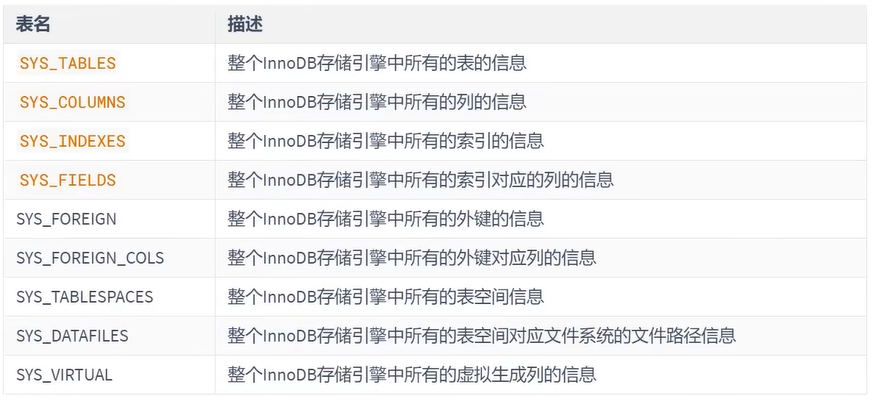 表名 描述
SYS_TABLES 整个InnoDB存储引擎中所有的表的信息
SYS_COLUMNS 整个InnoDB存储引擎中所有的列的信息
SYS_INDEXES 整个InnoDB存储引擎中所有的索引的信息
SYS_FIELDS 整个InnoDB存储引擎中所有的索引对应的列的信息
SYS_FOREIGN 整个InnoDB存储引擎中所有的外键的信息
SYS_FOREIGN_COLS 整个InnoDB存储引擎中所有的外键对应列的信息
SYS_TABLESPACES 整个InnoDB存储引擎中所有的表空间信息
SYS_DATAFILES 整个InnoDB存储引擎中所有的表空间对应文件系统的文件路径信息
SYS_VIRTUAL 整个InnoDB存储引擎中所有的虚拟生成列的信息